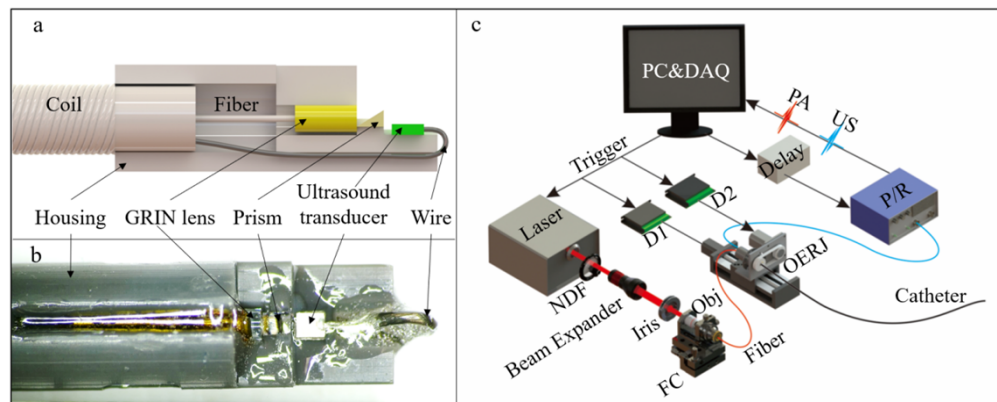 a
Coil
Fiber
Housing
GRIN lens
Prism
Ultrasound
transducer
Wire
b
c
PC&DAQ
PA
US
Trigger
Delay
P/R
Laser
D1
D2
OERJ
NDF
Beam Expander
Iris
Obj
FC
Fiber
Catheter